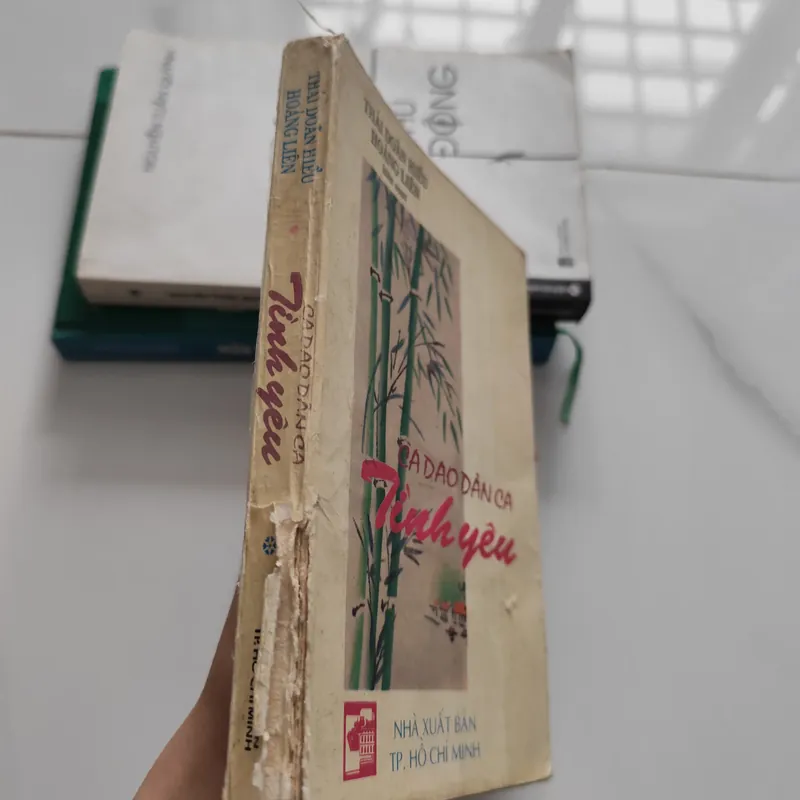 THÁI DOÃN HIỂU
HOÀNG LIÊN
CA DAO DÂN CA
Tình yêu
TP. HỒ CHÍ MINH
THÁI DOÃN HIỂU
HOÀNG LIÊN
CA DAO DÂN CA
Tình yêu
NHÀ XUẤT BẢN
TP. HỒ CHÍ MINH
ĐỘNG